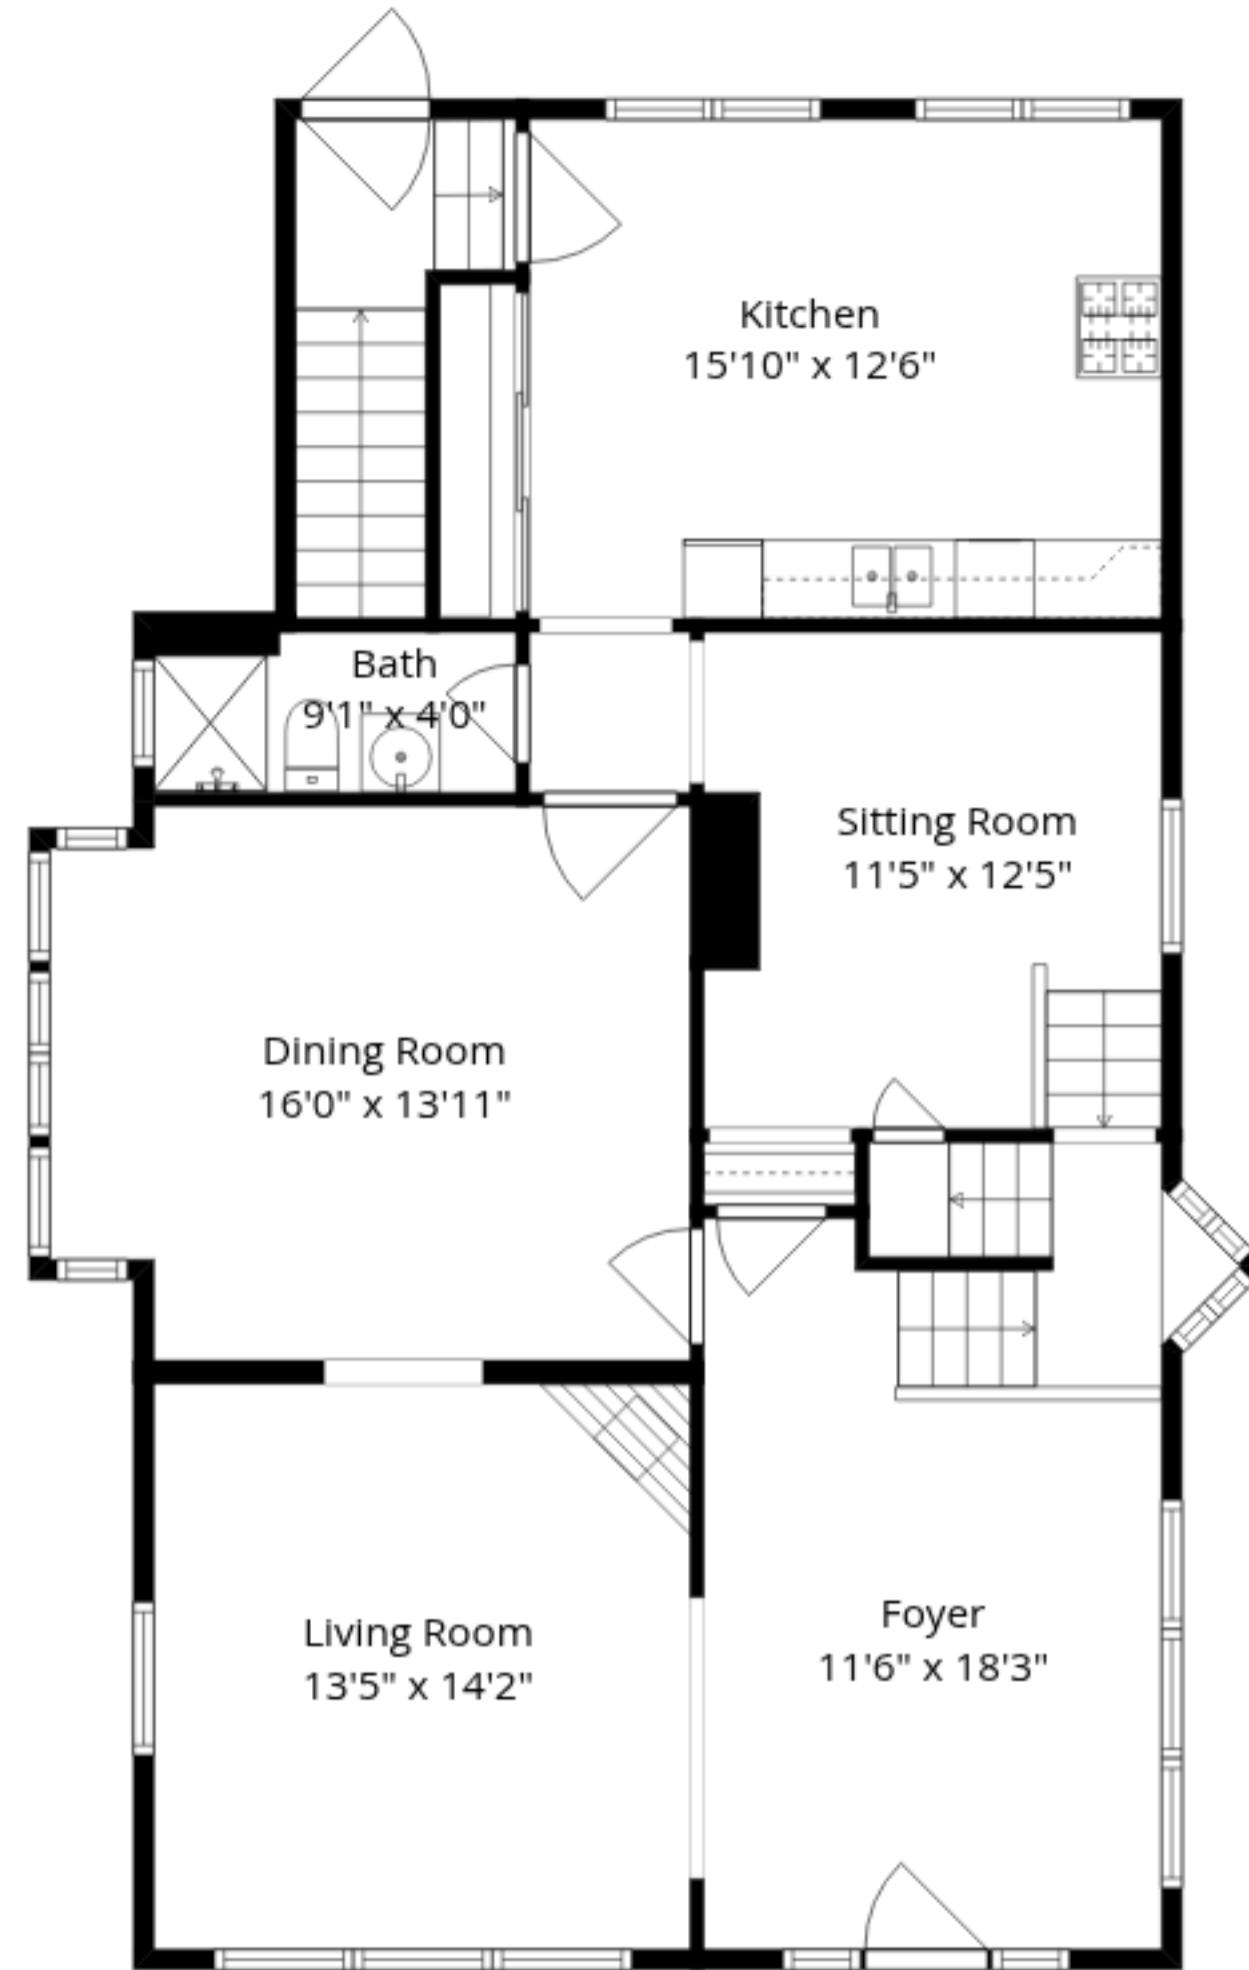 Kitchen
15'10" x 12'6"
Bath
9'1" x 4'0"
Sitting Room
11'5" x 12'5"
Dining Room
16'0" x 13'11"
Living Room
13'5" x 14'2"
Foyer
11'6" x 18'3"